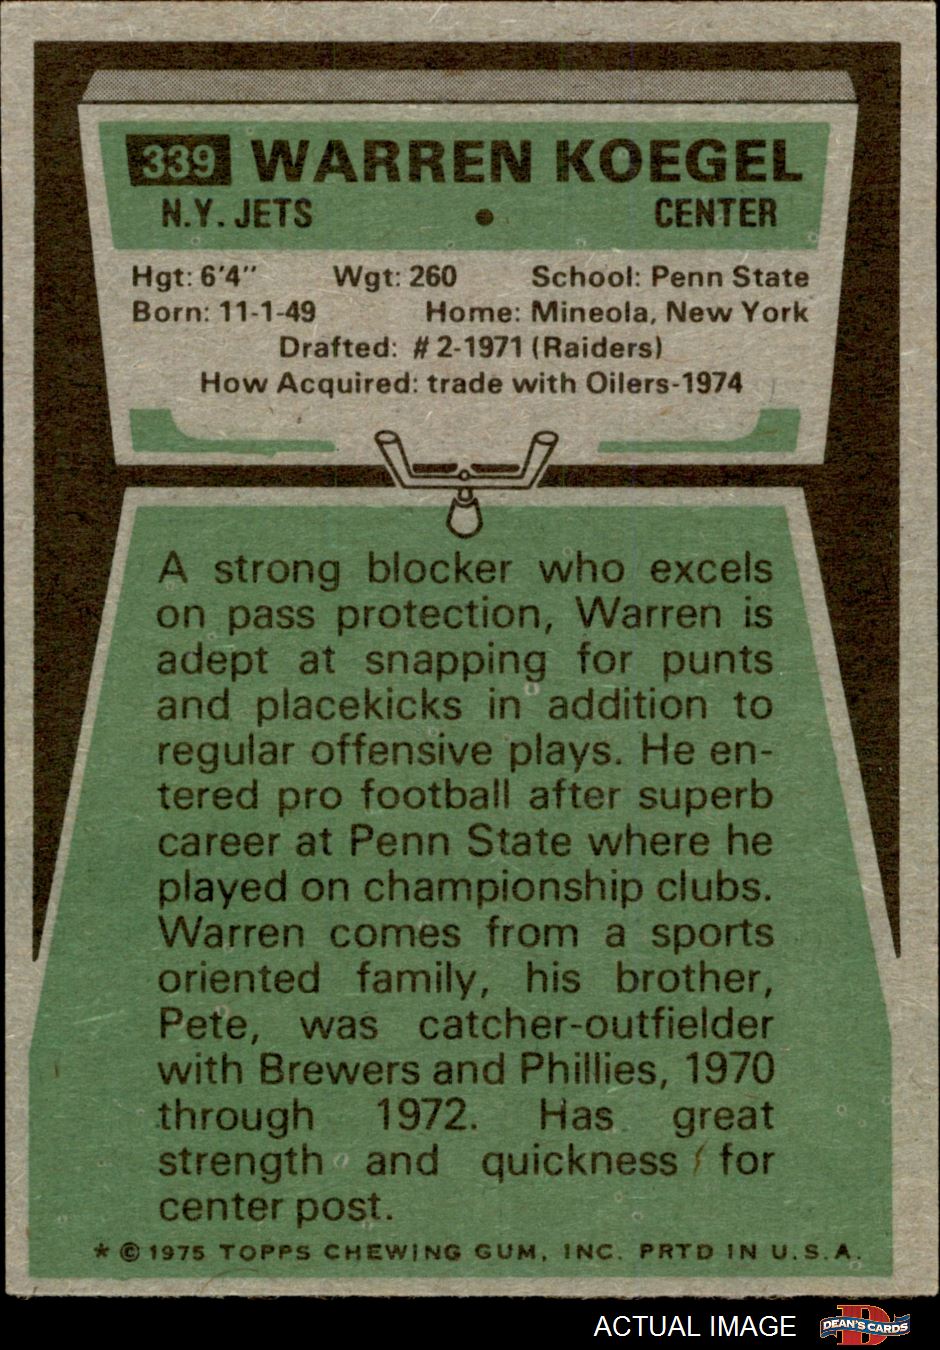 339 WARREN KOEGEL
N.Y. JETS • CENTER
Hgt: 6'4" Wgt: 260 School: Penn State
Born: 11-1-49 Home: Mineola, New York
Drafted: #2-1971 (Raiders)
How Acquired: trade with Oilers-1974
A strong blocker who excels
on pass protection, Warren is
adept at snapping for punts
and placekicks in addition to
regular offensive plays. He en-
tered pro football after superb
career at Penn State where he
played on championship clubs.
Warren comes from a sports
oriented family, his brother,
Pete, was catcher-outfielder
with Brewers and Phillies, 1970
through 1972. Has great
strength and quickness for
center post.
* © 1975 TOPPS CHEWING GUM, INC. PRTD IN U.S.A.
ACTUAL IMAGE DEAN'S CARDS